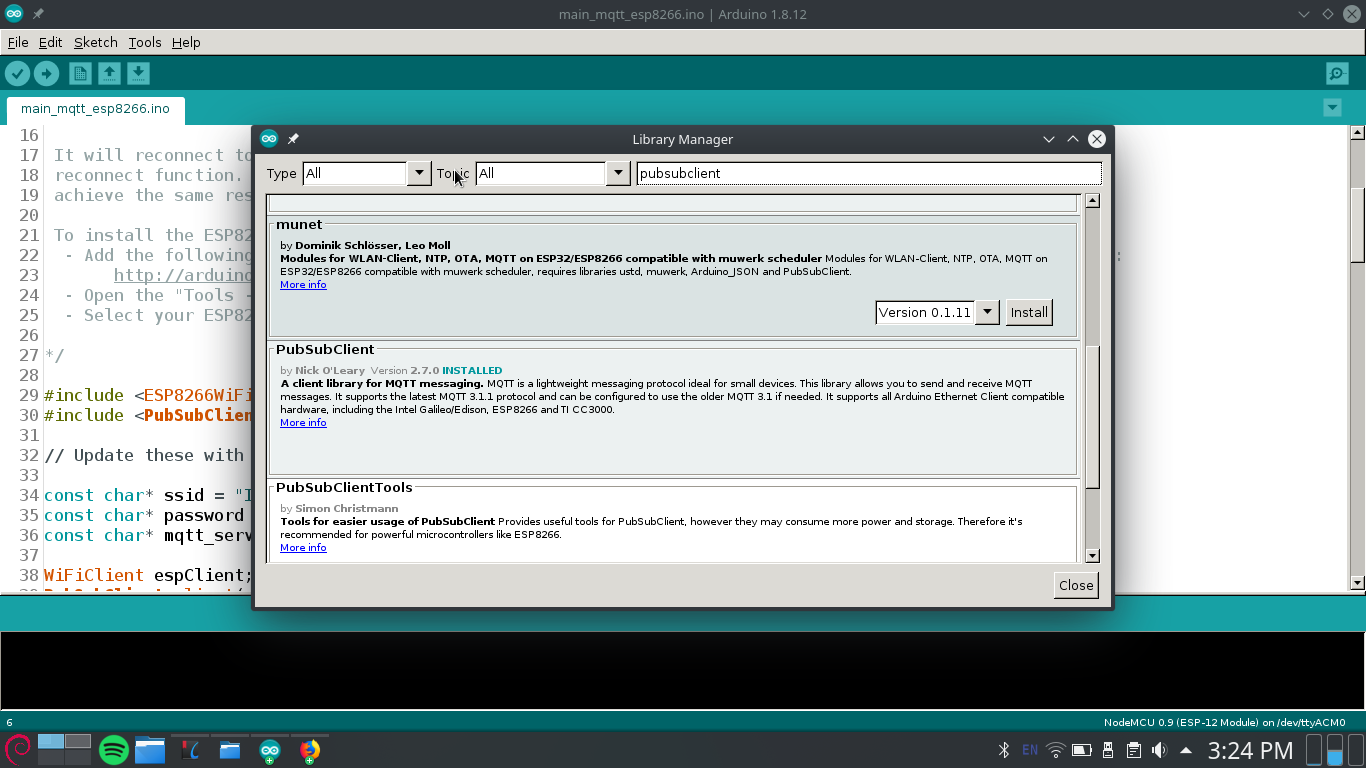 main_mqtt_esp8266.ino | Arduino 1.8.12
File Edit Sketch Tools Help
main_mqtt_esp8266.ino
16
17 It will reconnect to
18 reconnect function.
19 achieve the same res
20
21 To install the ESP82
22 - Add the following :
23 http://arduino
24 - Open the "Tools -
25 - Select your ESP82
26
27 */
28
29 #include <ESP8266WiFi
30 #include <PubSubClien
31
32 // Update these with
33
34 const char* ssid = "I
35 const char* password
36 const char* mqtt_serv
37
38 WiFiClient espClient;
Library Manager
Type All Topic All pubsubclient
munet
by Dominik Schlösser, Leo Moll
Modules for WLAN-Client, NTP, OTA, MQTT on ESP32/ESP8266 compatible with muwerk scheduler Modules for WLAN-Client, NTP, OTA, MQTT on
ESP32/ESP8266 compatible with muwerk scheduler, requires libraries ustd, muwerk, Arduino_JSON and PubSubClient.
More info
Version 0.1.11 Install
PubSubClient
by Nick O'Leary Version 2.7.0 INSTALLED
A client library for MQTT messaging. MQTT is a lightweight messaging protocol ideal for small devices. This library allows you to send and receive MQTT
messages. It supports the latest MQTT 3.1.1 protocol and can be configured to use the older MQTT 3.1 if needed. It supports all Arduino Ethernet Client compatible
hardware, including the Intel Galileo/Edison, ESP8266 and TI CC3000.
More info
PubSubClientTools
by Simon Christmann
Tools for easier usage of PubSubClient Provides useful tools for PubSubClient, however they may consume more power and storage. Therefore it's
recommended for powerful microcontrollers like ESP8266.
More info
Close
6 NodeMCU 0.9 (ESP-12 Module) on /dev/ttyACM0
EN 3:24 PM